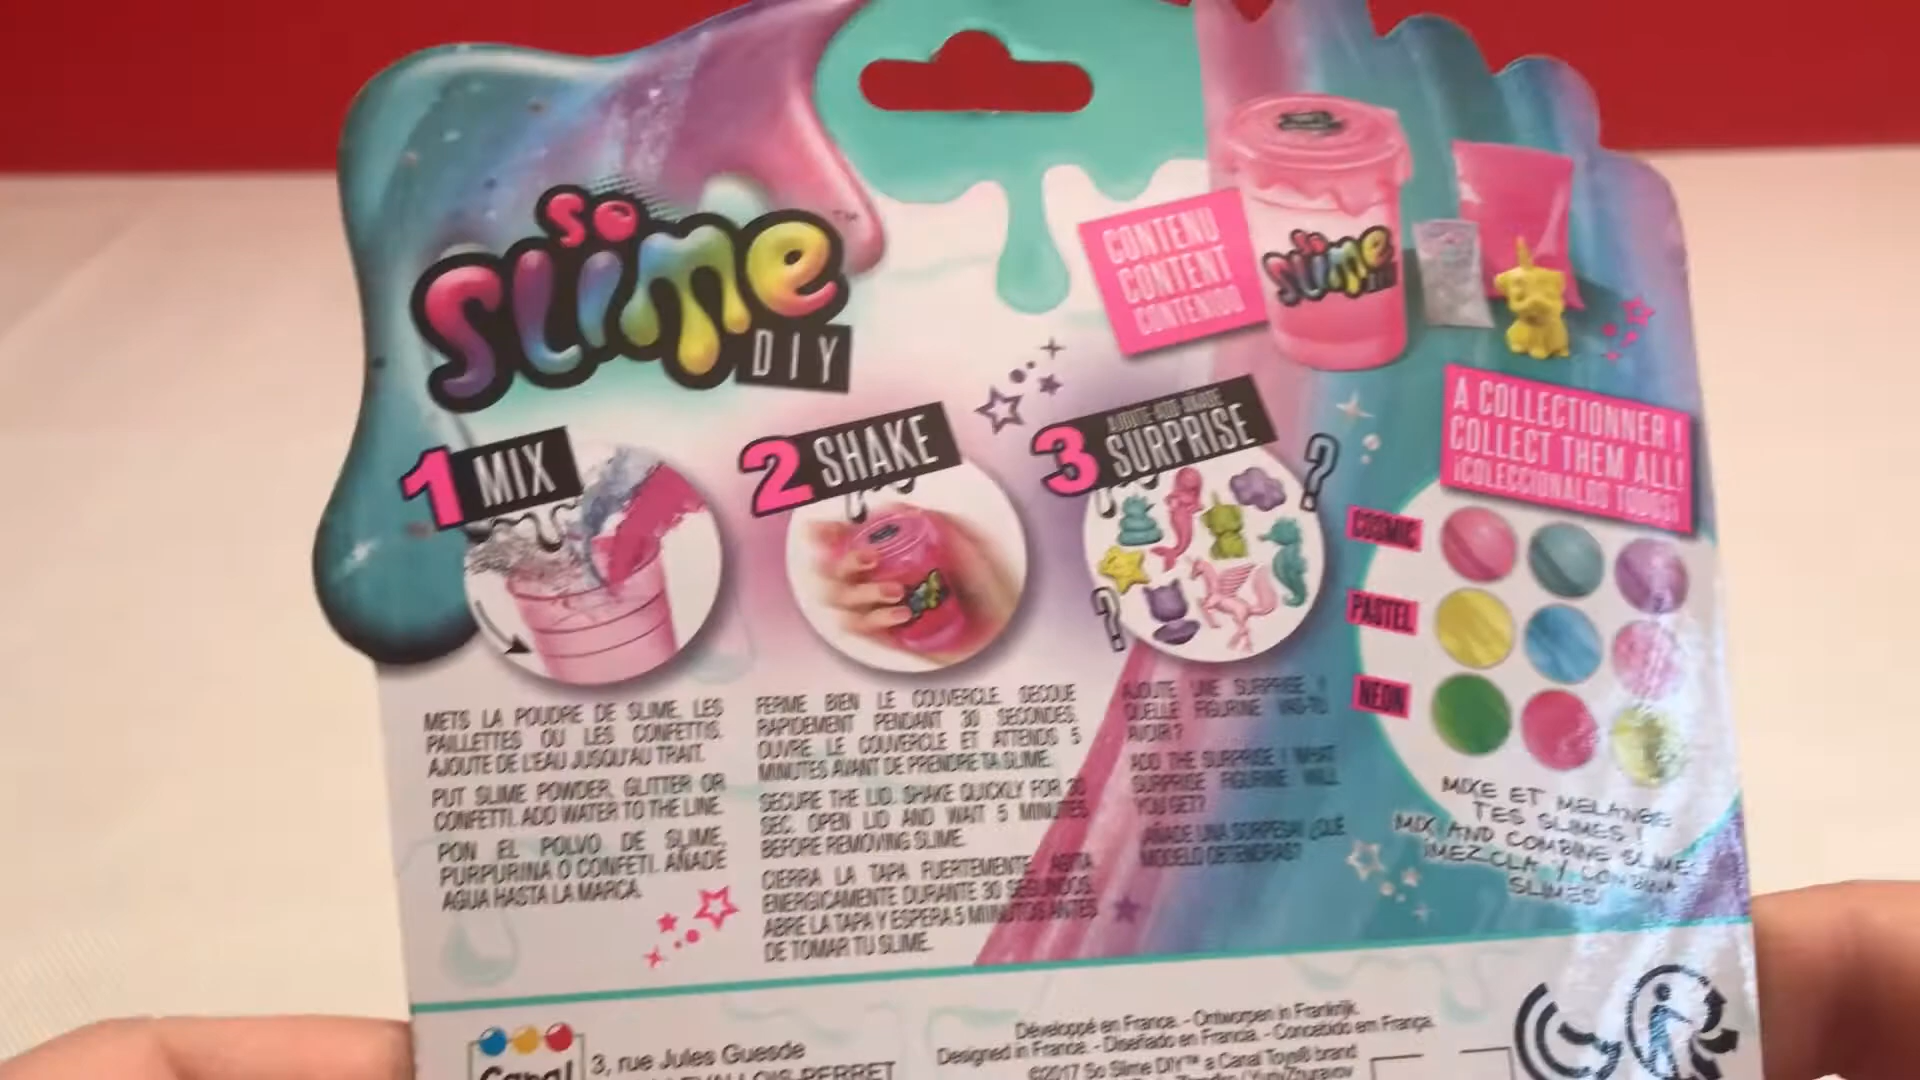 SO
SLIME
DIY
™
CONTENU
CONTENT
CONTENIDO
1 MIX
2 SHAKE
3 AJOUTE·ADD·AÑADE
SURPRISE
À COLLECTIONNER !
COLLECT THEM ALL!
¡COLECCIONALOS TODOS!
COSMIC
PASTEL
NEON
METS LA POUDRE DE SLIME, LES
PAILLETTES OU LES CONFETTIS.
AJOUTE DE L'EAU JUSQU'AU TRAIT.
PUT SLIME POWDER, GLITTER OR
CONFETTI. ADD WATER TO THE LINE.
PON EL POLVO DE SLIME,
PURPURINA O CONFETI. AÑADE
AGUA HASTA LA MARCA.
FERME BIEN LE COUVERCLE, SECOUE
RAPIDEMENT PENDANT 30 SECONDES.
OUVRE LE COUVERCLE ET ATTENDS 5
MINUTES AVANT DE PRENDRE TA SLIME.
SECURE THE LID. SHAKE QUICKLY FOR 30
SEC. OPEN LID AND WAIT 5 MINUTES
BEFORE REMOVING SLIME.
CIERRA LA TAPA FUERTEMENTE, AGITA
ENERGICAMENTE DURANTE 30 SEGUNDOS.
ABRE LA TAPA Y ESPERA 5 MIINUTOS ANTES
DE TOMAR TU SLIME.
AJOUTE UNE SURPRISE !
QUELLE FIGURINE VAS-TU
AVOIR ?
ADD THE SURPRISE ! WHAT
SURPRISE FIGURINE WILL
YOU GET?
AÑADE UNA SORPESA! ¿QUÉ
MODELO OBTENDRAS?
MIXE ET MELANGE
TES SLIMES !
MIX AND COMBINE SLIME
¡MEZCLA Y COMBINA
SLIMES
Canal
3, rue Jules Guesde
LEVALLOIS-PERRET
Développé en France. - Ontworpen in Frankrijk.
Designed in France. - Diseñado en Francia. - Concebido em França.
©2017 So Slime DIY™ a Canal Toys® brand